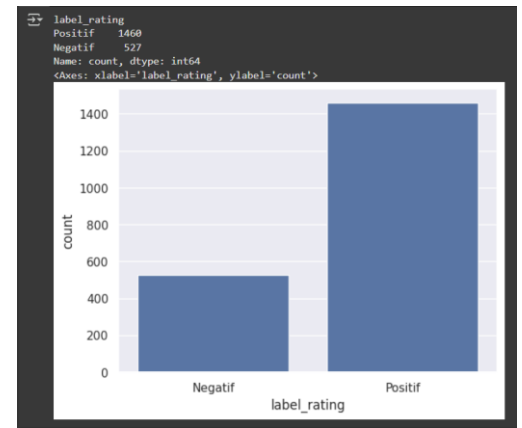 label_rating
Positif 1460
Negatif 527
Name: count, dtype: int64
<Axes: xlabel='label_rating', ylabel='count'>
1400
1200
1000
800
600
400
200
0
count
Negatif Positif
label_rating